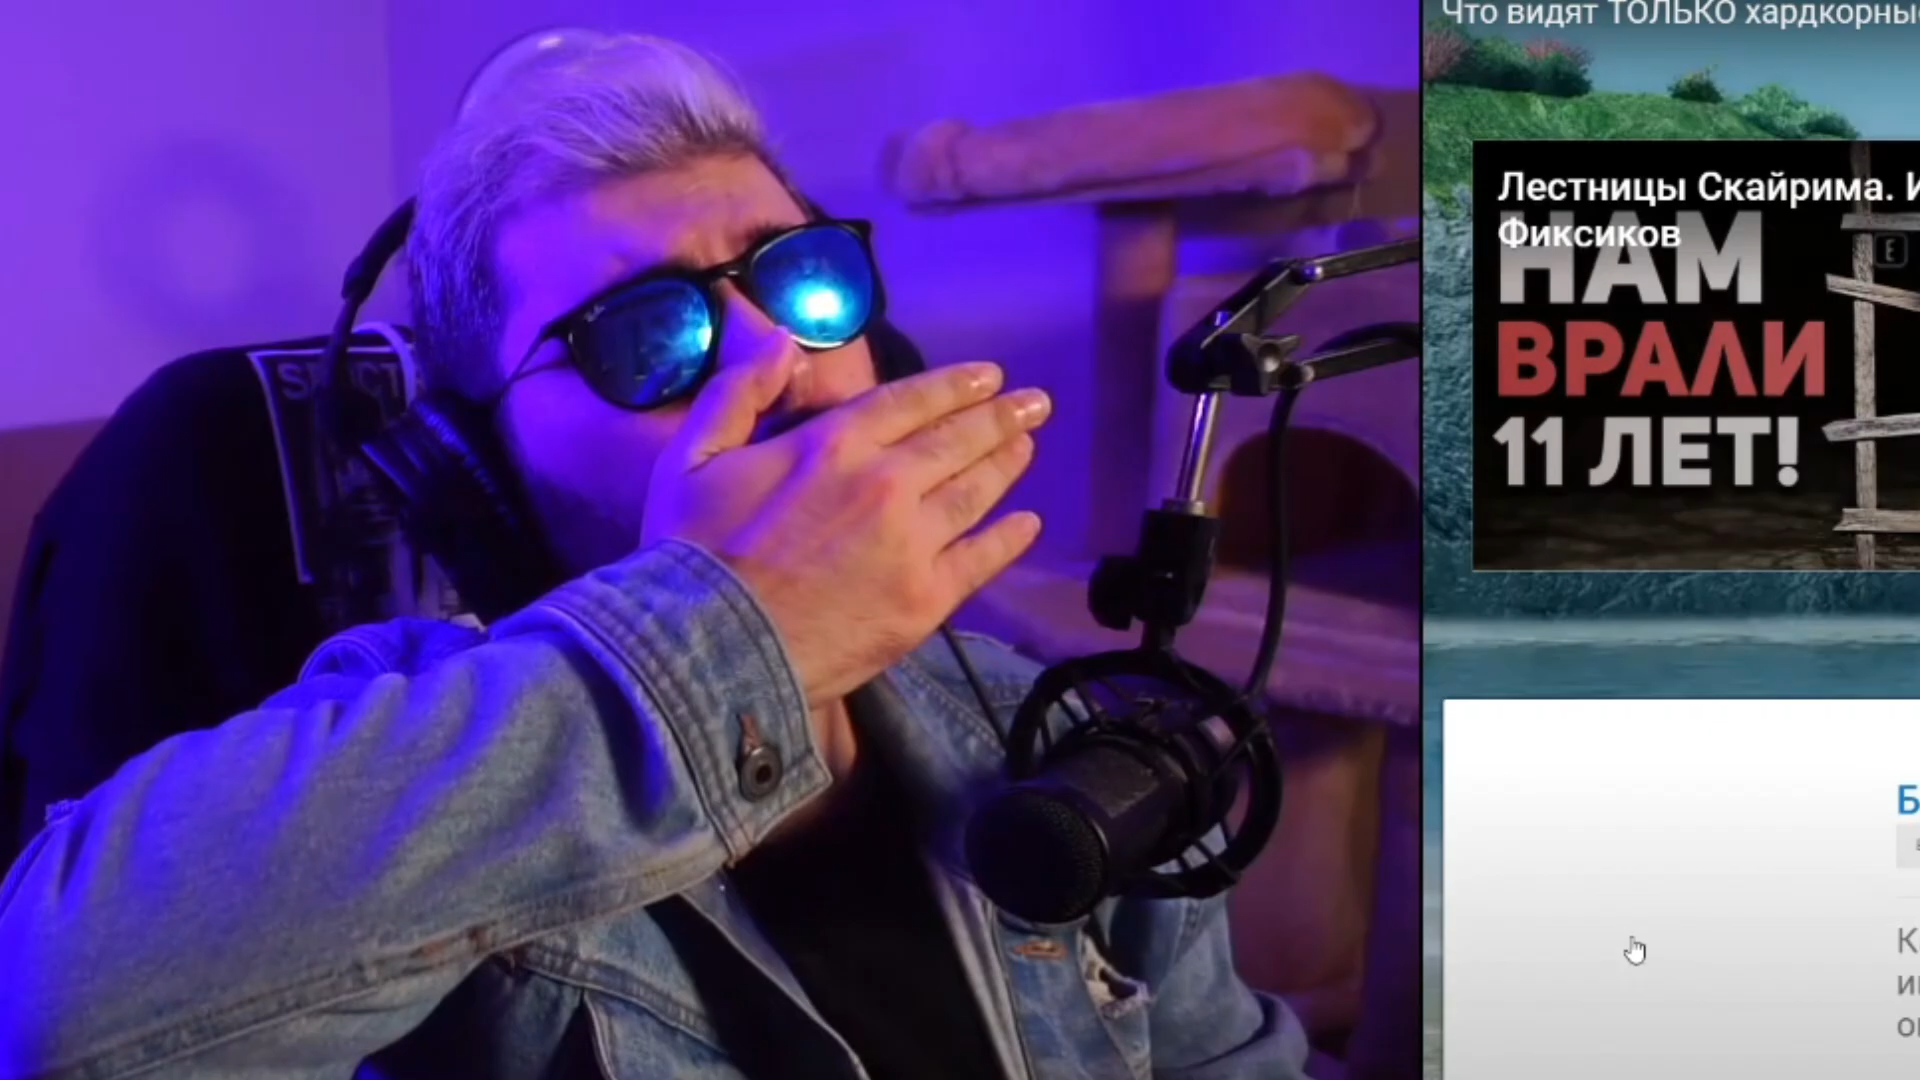 Что видят ТОЛЬКО хардкорны
Лестницы Скайрима. И
Фиксиков
НАМ
ВРАЛИ
11 ЛЕТ!
E
Б
К
о